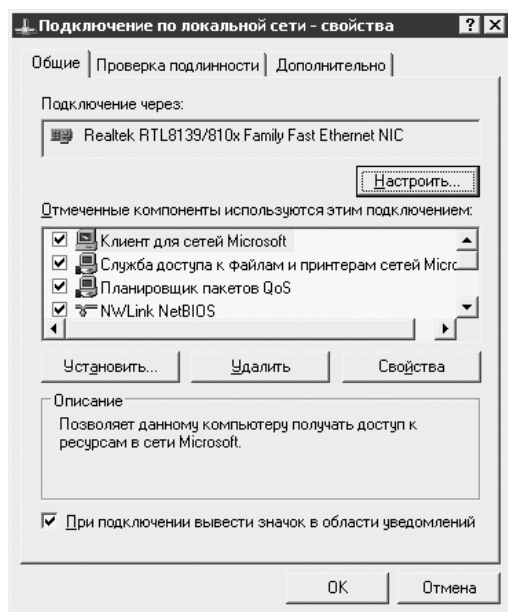 Подключение по локальной сети - свойства
Общие Проверка подлинности Дополнительно
Подключение через:
Realtek RTL8139/810x Family Fast Ethernet NIC
Настроить...
Отмеченные компоненты используются этим подключением:
Клиент для сетей Microsoft
Служба доступа к файлам и принтерам сетей Micrc
Планировщик пакетов QoS
NWLink NetBIOS
Установить... Удалить Свойства
Описание
Позволяет данному компьютеру получать доступ к
ресурсам в сети Microsoft.
При подключении вывести значок в области уведомлений
OK Отмена